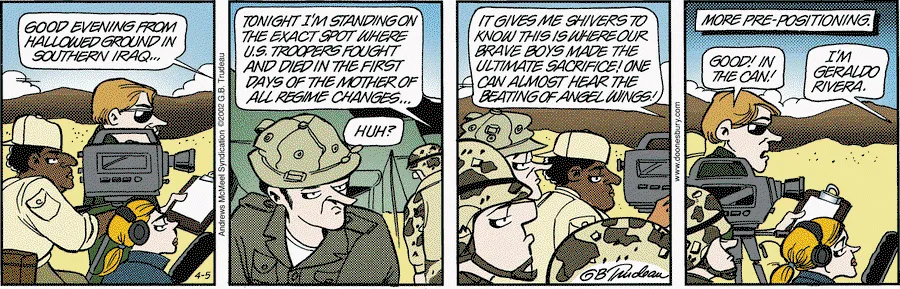 GOOD EVENING FROM
HALLOWED GROUND IN
SOUTHERN IRAQ...
4-5
Andrews McMeel Syndication ©2002 G.B. Trudeau
TONIGHT I'M STANDING ON
THE EXACT SPOT WHERE
U.S. TROOPERS FOUGHT
AND DIED IN THE FIRST
DAYS OF THE MOTHER OF
ALL REGIME CHANGES...
HUH?
IT GIVES ME SHIVERS TO
KNOW THIS IS WHERE OUR
BRAVE BOYS MADE THE
ULTIMATE SACRIFICE! ONE
CAN ALMOST HEAR THE
BEATING OF ANGEL WINGS!
GB Trudeau
www.doonesbury.com
MORE PRE-POSITIONING.
GOOD! IN
THE CAN!
I'M
GERALDO
RIVERA.